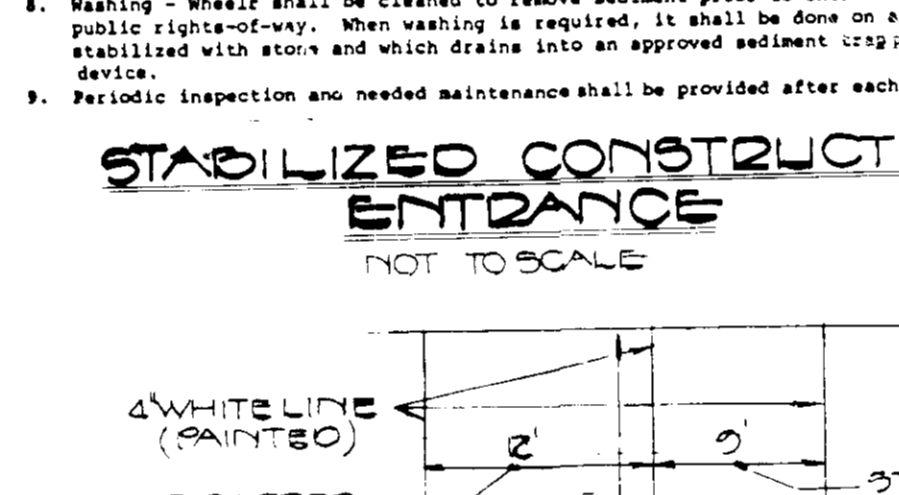 8. Washing - Wheels shall be cleaned to remove sediment prior to
public rights-of-way. When washing is required, it shall be done on a
stabilized with stone and which drains into an approved sediment trap
device.
9. Periodic inspection and needed maintenance shall be provided after each
STABILIZED CONSTRUCT
ENTRANCE
NOT TO SCALE
4" WHITE LINE
(PAINTED)
12'
9'